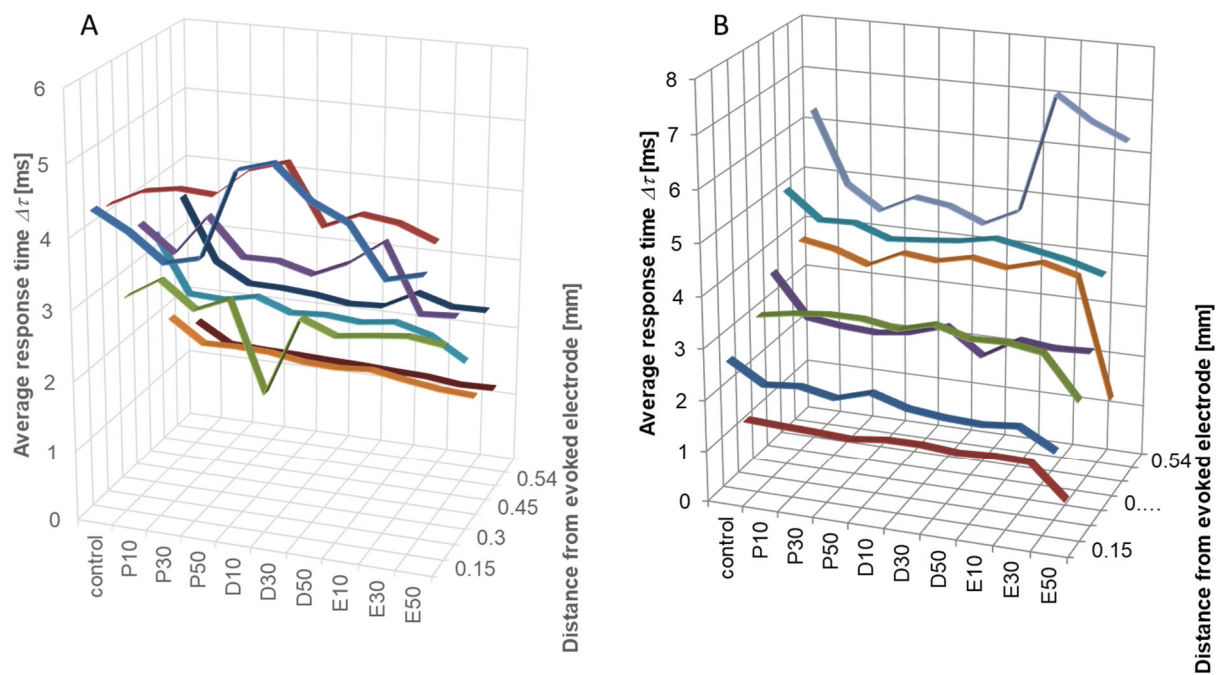 A
6
5
4
3
2
1
0
Average response time Δτ [ms]
control
P10
P30
P50
D10
D30
D50
E10
E30
E50
0.15
0.3
0.45
0.54
Distance from evoked electrode [mm]
B
8
7
6
5
4
3
2
1
0
Average response time Δτ [ms]
control
P10
P30
P50
D10
D30
D50
E10
E30
E50
0.15
0....
0.54
Distance from evoked electrode [mm]